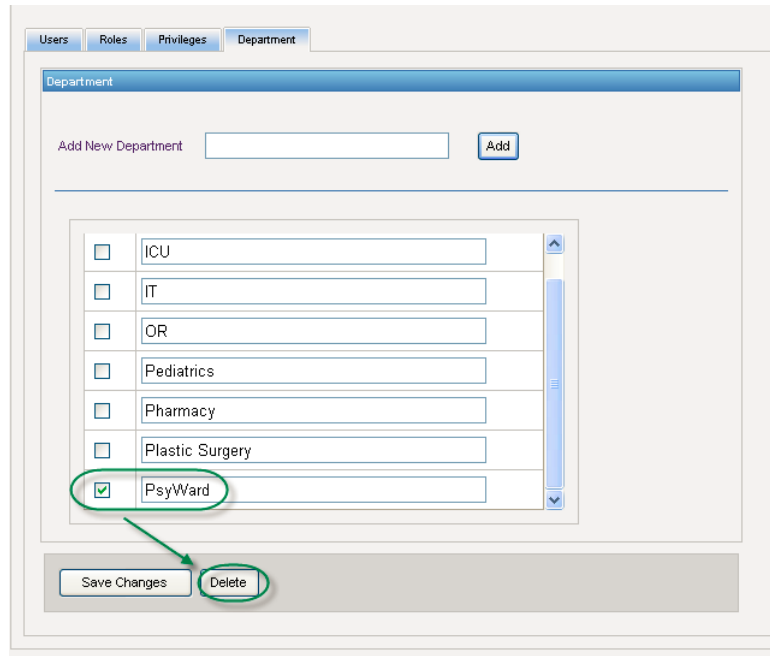 Users Roles Privileges Department
Department
Add New Department Add
ICU
IT
OR
Pediatrics
Pharmacy
Plastic Surgery
PsyWard
Save Changes Delete